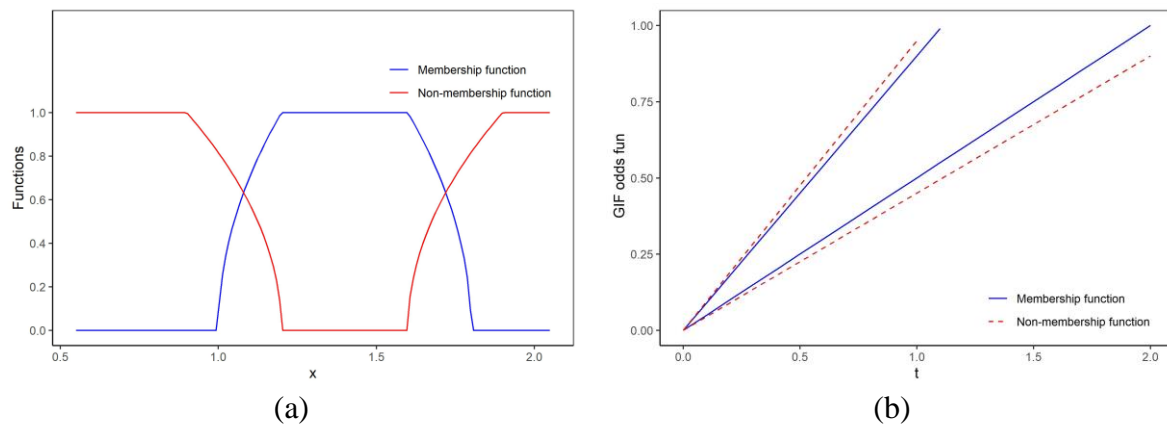 Membership function
Non-membership function
Functions
1.0
0.8
0.6
0.4
0.2
0.0
0.5
1.0
1.5
2.0
x
(a)
GIF odds fun
1.00
0.75
0.50
0.25
0.00
Membership function
Non-membership function
0.0
0.5
1.0
1.5
2.0
t
(b)